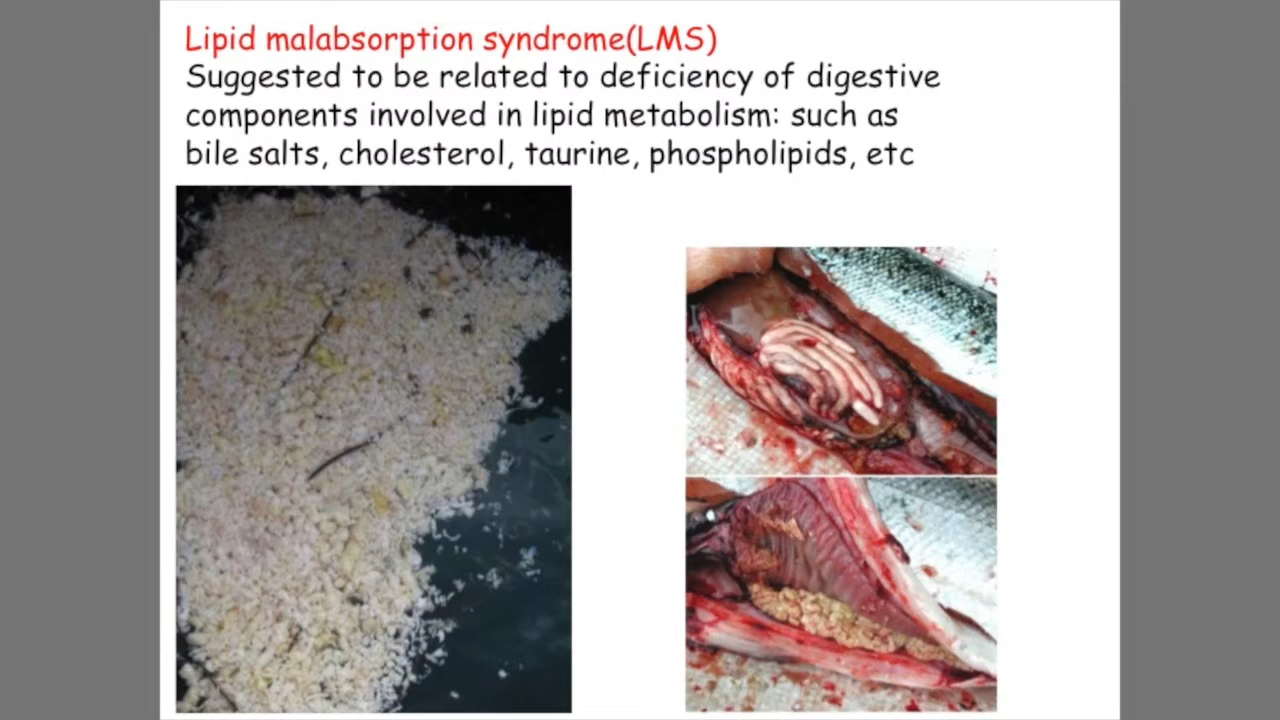 Lipid malabsorption syndrome(LMS)
Suggested to be related to deficiency of digestive
components involved in lipid metabolism: such as
bile salts, cholesterol, taurine, phospholipids, etc